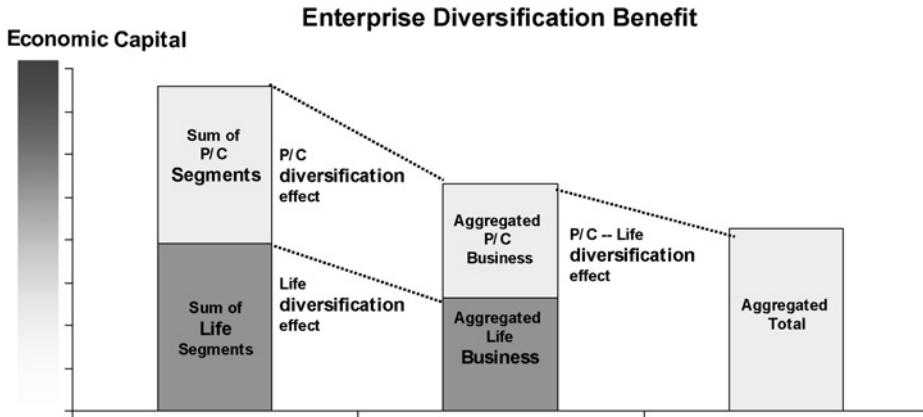 Enterprise Diversification Benefit
Economic Capital
Sum of
P/C
Segments
P/C
diversification
effect
Sum of
Life
Segments
Life
diversification
effect
Aggregated
P/C
Business
Aggregated
Life
Business
P/C -- Life
diversification
effect
Aggregated
Total